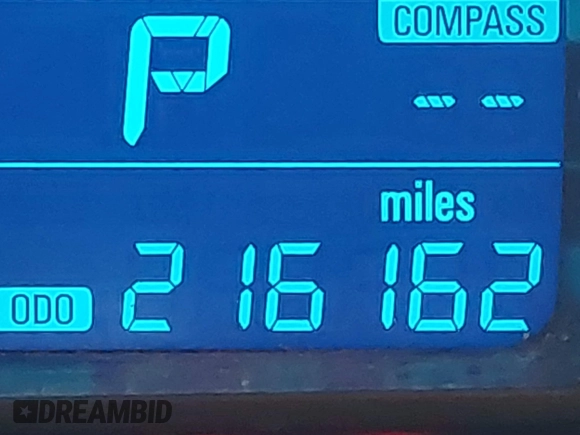 COMPASS
P
-- --
miles
ODO 216162
DREAMBID